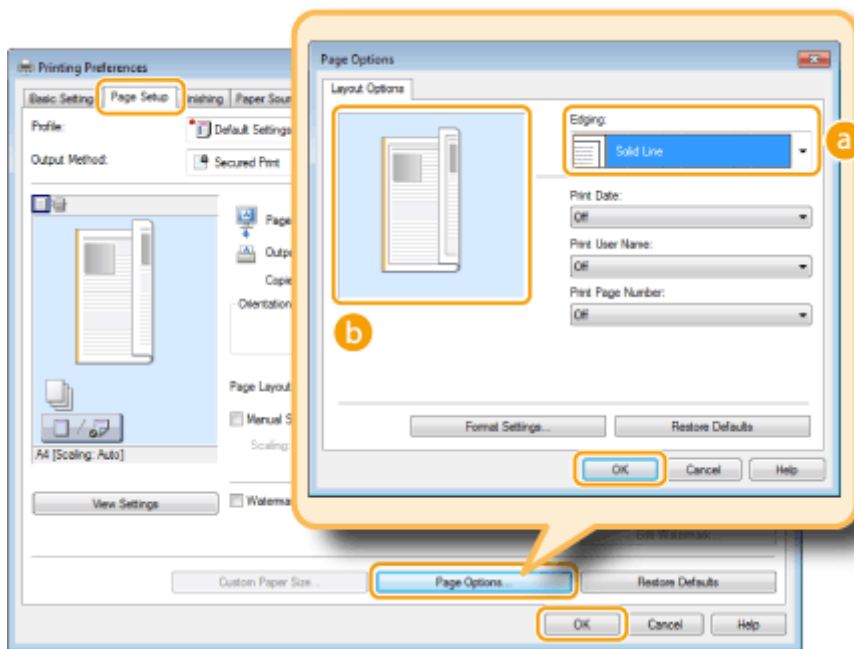 Printing Preferences
Basic Setting Page Setup Finishing Paper Sour
Profile: Default Settings
Output Method: Secured Print
Page
Outp
Copie
Orientation
Page Layout
Manual S
Scaling:
A4 [Scaling: Auto]
View Settings
Waterma
Edit Watermark...
Custom Paper Size... Page Options... Restore Defaults
OK Cancel Help
Page Options
Layout Options
Edging:
Solid Line
a
Print Date:
Off
Print User Name:
Off
Print Page Number:
Off
b
Format Settings... Restore Defaults
OK Cancel Help